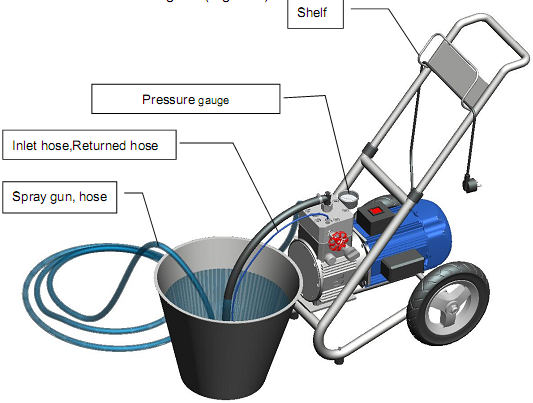 Shelf
Pressure gauge
Inlet hose,Returned hose
Spray gun, hose